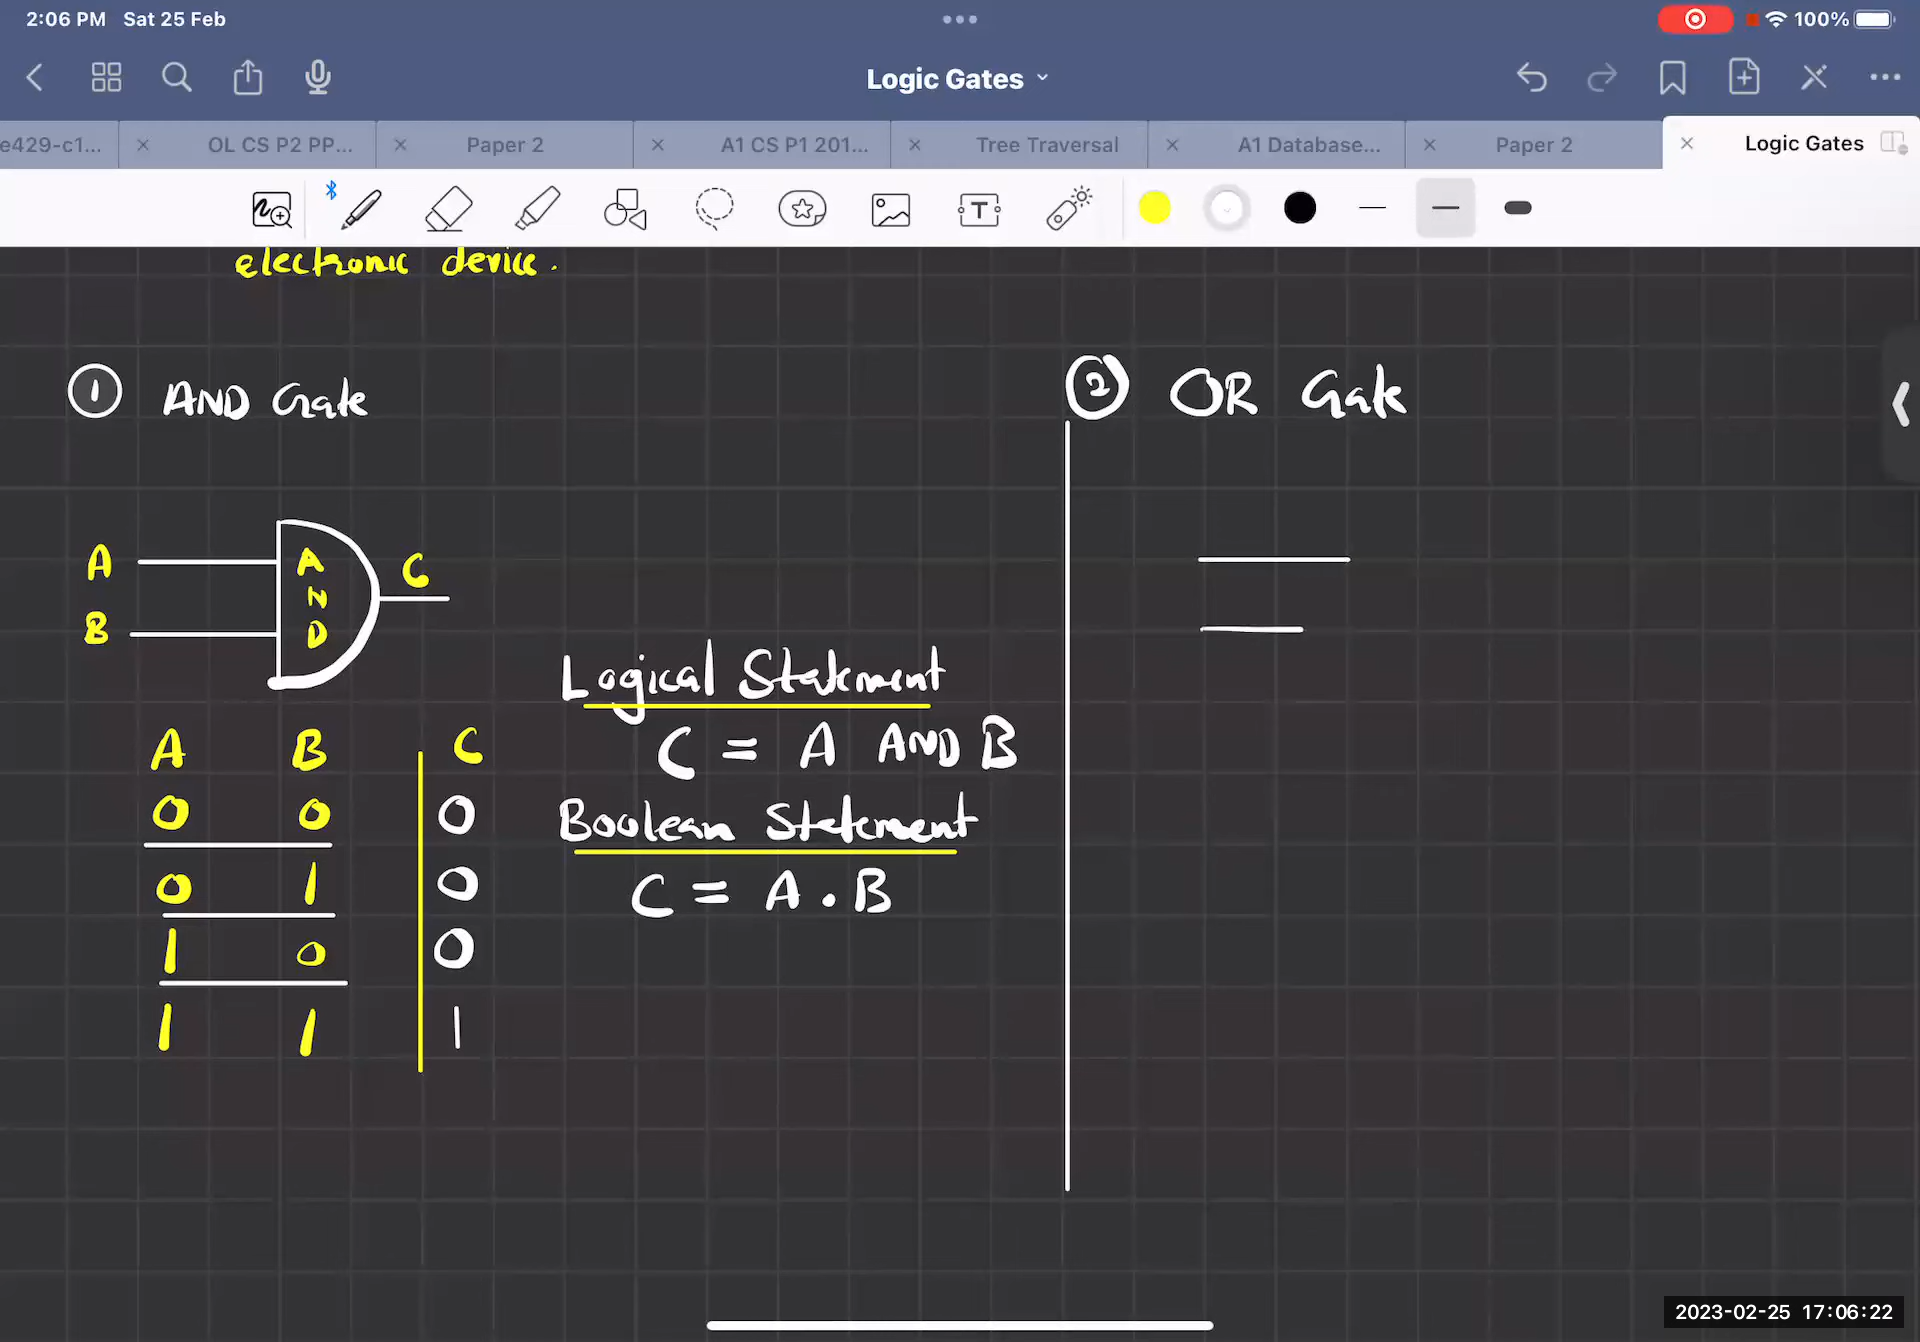 2:06 PM Sat 25 Feb
100%
Logic Gates
e429-c1...
OL CS P2 PP...
Paper 2
A1 CS P1 201...
Tree Traversal
A1 Database...
Paper 2
Logic Gates
T
electronic device.
1 AND Gate
2 OR Gate
A
B
AND
C
Logical Statement
C = A AND B
Boolean Statement
C = A . B
A B C
0 0 0
0 1 0
1 0 0
1 1 1
2023-02-25 17:06:22